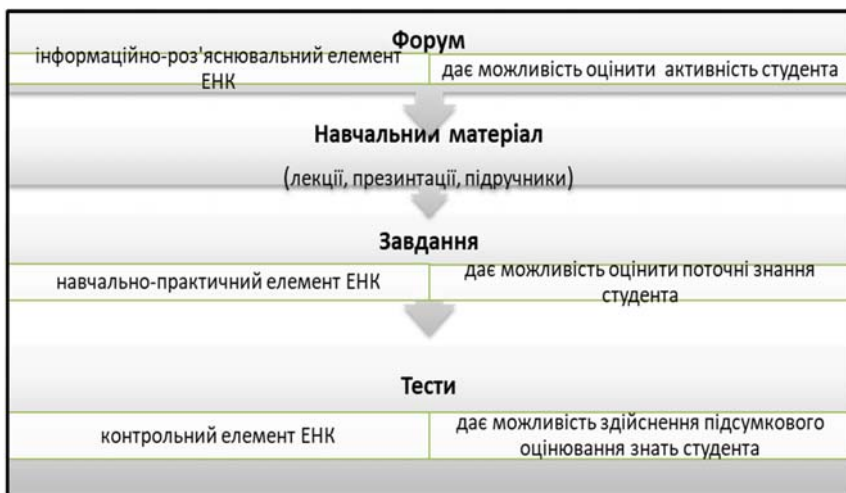 Форум
інформаційно-роз'яснювальний елемент
ЕНК
дає можливість оцінити активність студента
Навчальний матеріал
(лекції, презинтації, підручники)
Завдання
навчально-практичний елемент ЕНК
дає можливість оцінити поточні знання
студента
Тести
контрольний елемент ЕНК
дає можливість здійснення підсумкового
оцінювання знать студента